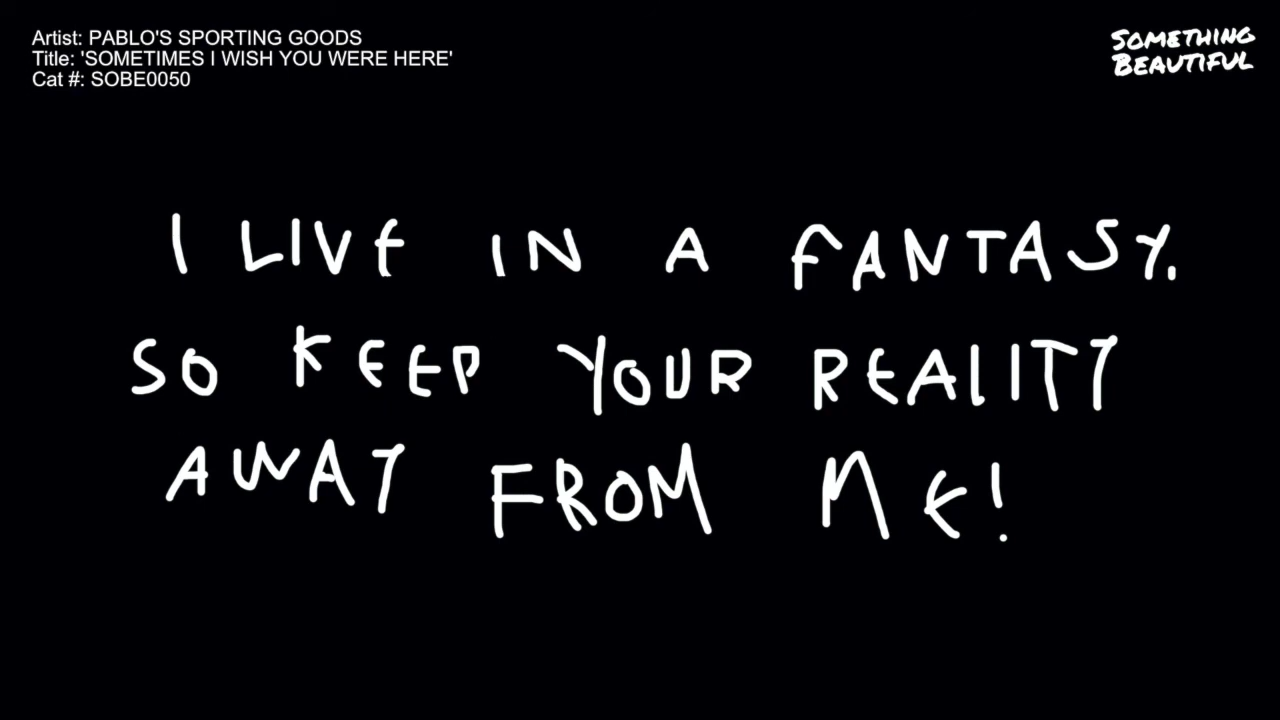 Artist: PABLO'S SPORTING GOODS
Title: 'SOMETIMES I WISH YOU WERE HERE'
Cat #: SOBE0050
SOMETHING
BEAUTIFUL
I LIVE IN A FANTASY.
SO KEEP YOUR REALITY
AWAY FROM ME!